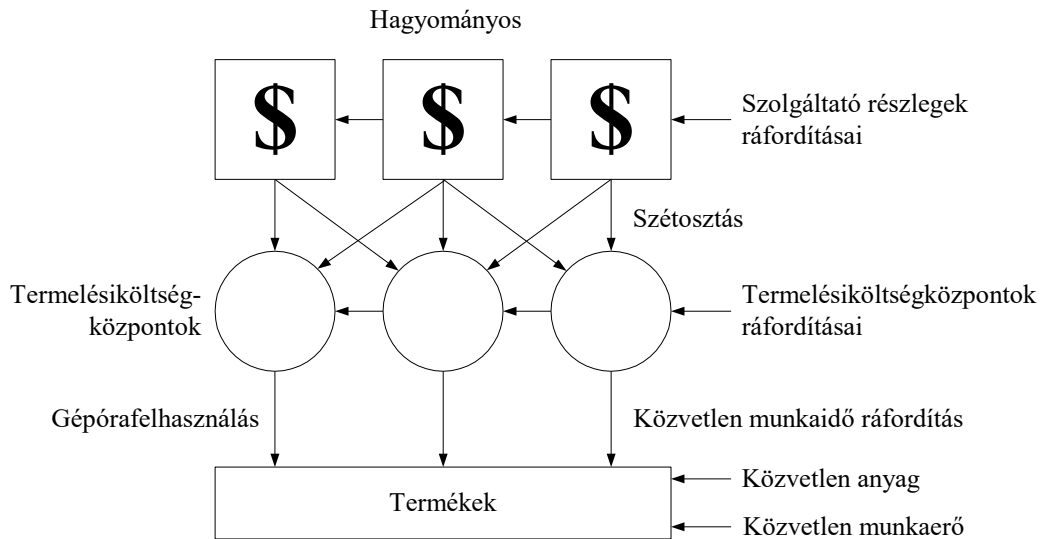 Hagyományos
$ $ $
Szolgáltató részlegek
ráfordításai
Szétosztás
Termelésiköltség-
központok
Termelésiköltségközpontok
ráfordításai
Gépórafelhasználás
Közvetlen munkaidő ráfordítás
Termékek
Közvetlen anyag
Közvetlen munkaerő